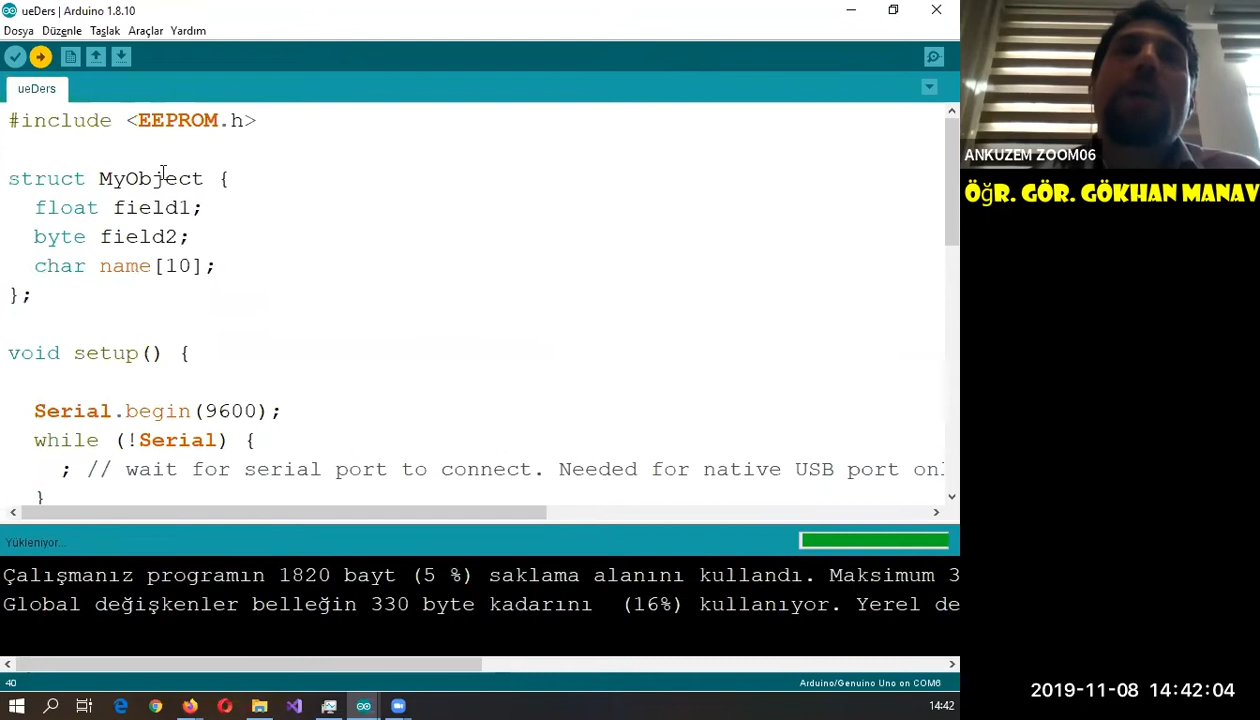 ueDers | Arduino 1.8.10
Dosya Düzenle Taslak Araçlar Yardım
ueDers
#include <EEPROM.h>
struct MyObject {
float field1;
byte field2;
char name[10];
};
void setup() {
Serial.begin(9600);
while (!Serial) {
; // wait for serial port to connect. Needed for native USB port onl
}
Yükleniyor...
Çalışmanız programın 1820 bayt (5 %) saklama alanını kullandı. Maksimum 3
Global değişkenler belleğin 330 byte kadarını (16%) kullanıyor. Yerel de
40
Arduino/Genuino Uno on COM6
14:42
ANKUZEM ZOOM06
ÖğR. GÖR. GÖKHAN MANAV
2019-11-08 14:42:04